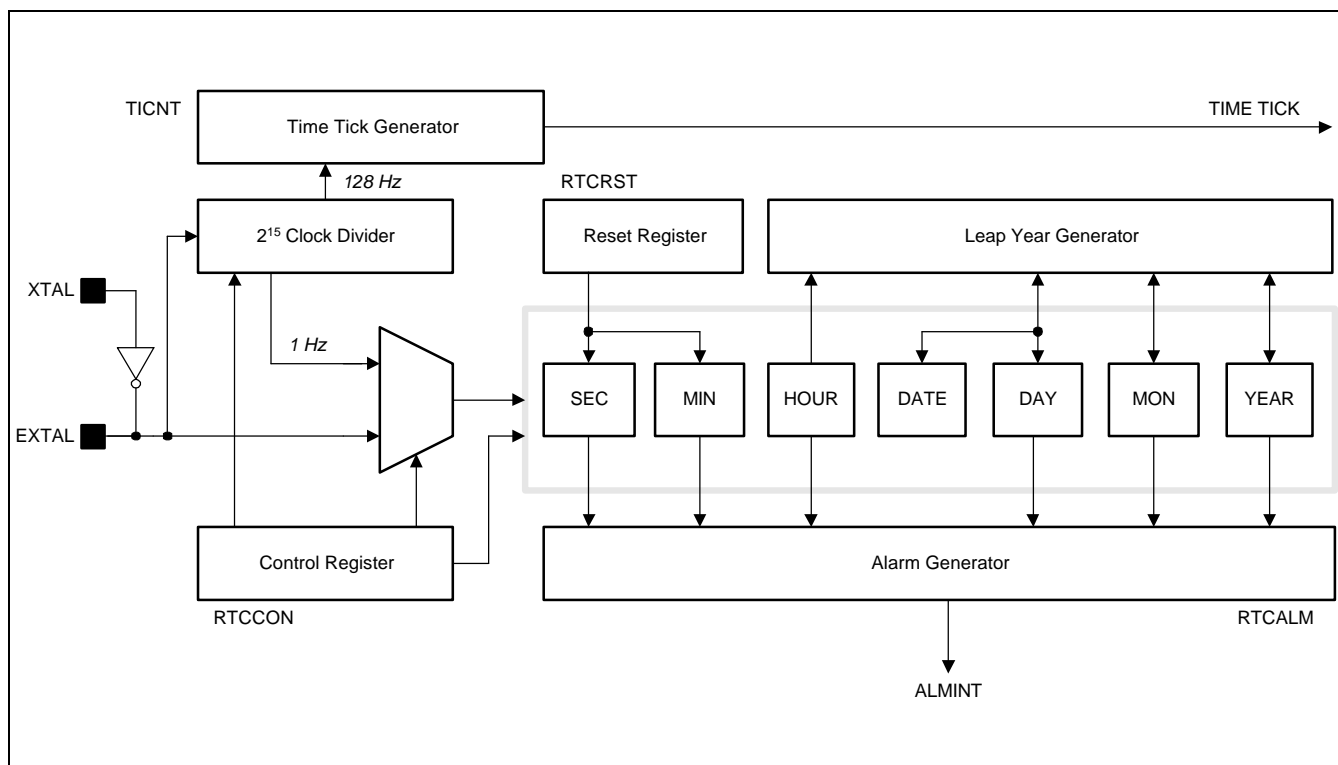 TICNT
Time Tick Generator
TIME TICK
128 Hz
RTCRST
2¹⁵ Clock Divider
Reset Register
Leap Year Generator
XTAL
1 Hz
SEC
MIN
HOUR
DATE
DAY
MON
YEAR
EXTAL
Control Register
Alarm Generator
RTCCON
RTCALM
ALMINT